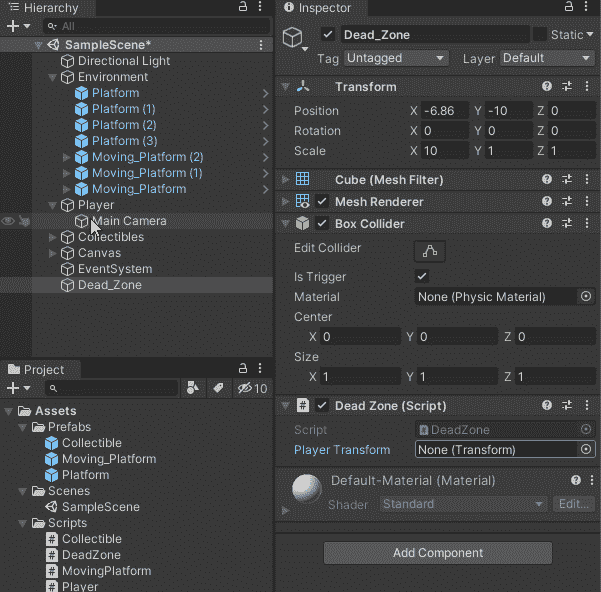 Hierarchy
All
SampleScene*
Directional Light
Environment
Platform
Platform (1)
Platform (2)
Platform (3)
Moving_Platform (2)
Moving_Platform (1)
Moving_Platform
Player
Main Camera
Collectibles
Canvas
EventSystem
Dead_Zone
Project
10
Assets
Prefabs
Collectible
Moving_Platform
Platform
Scenes
SampleScene
Scripts
Collectible
DeadZone
MovingPlatform
Player
Inspector
Dead_Zone Static
Tag Untagged Layer Default
Transform
Position X -6.86 Y -10 Z 0
Rotation X 0 Y 0 Z 0
Scale X 10 Y 1 Z 1
Cube (Mesh Filter)
Mesh Renderer
Box Collider
Edit Collider
Is Trigger
Material None (Physic Material)
Center
X 0 Y 0 Z 0
Size
X 1 Y 1 Z 1
Dead Zone (Script)
Script DeadZone
Player Transform None (Transform)
Default-Material (Material)
Shader Standard Edit...
Add Component